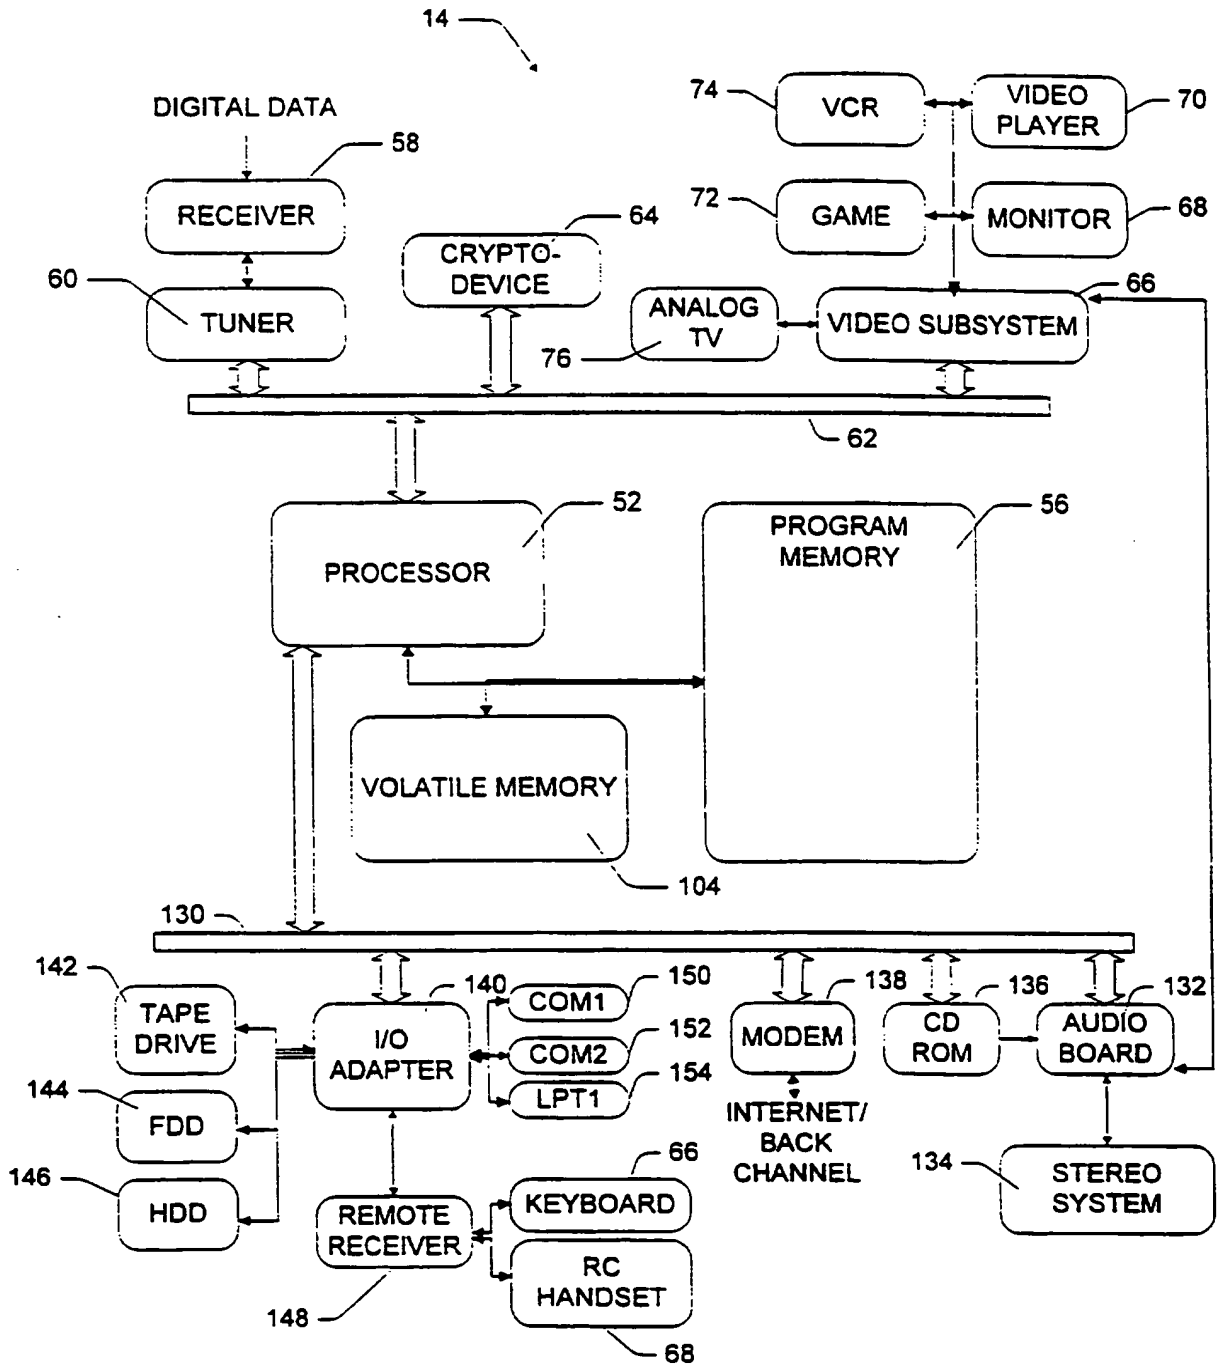 14
DIGITAL DATA
58
RECEIVER
60
TUNER
64
CRYPTO-
DEVICE
74
VCR
VIDEO
PLAYER
70
72
GAME
MONITOR
68
ANALOG
TV
76
66
VIDEO SUBSYSTEM
62
52
PROCESSOR
PROGRAM
MEMORY
56
VOLATILE MEMORY
104
130
142
TAPE
DRIVE
144
FDD
146
HDD
140
I/O
ADAPTER
150
COM1
152
COM2
154
LPT1
138
MODEM
INTERNET/
BACK
CHANNEL
136
CD
ROM
132
AUDIO
BOARD
134
STEREO
SYSTEM
REMOTE
RECEIVER
148
66
KEYBOARD
RC
HANDSET
68